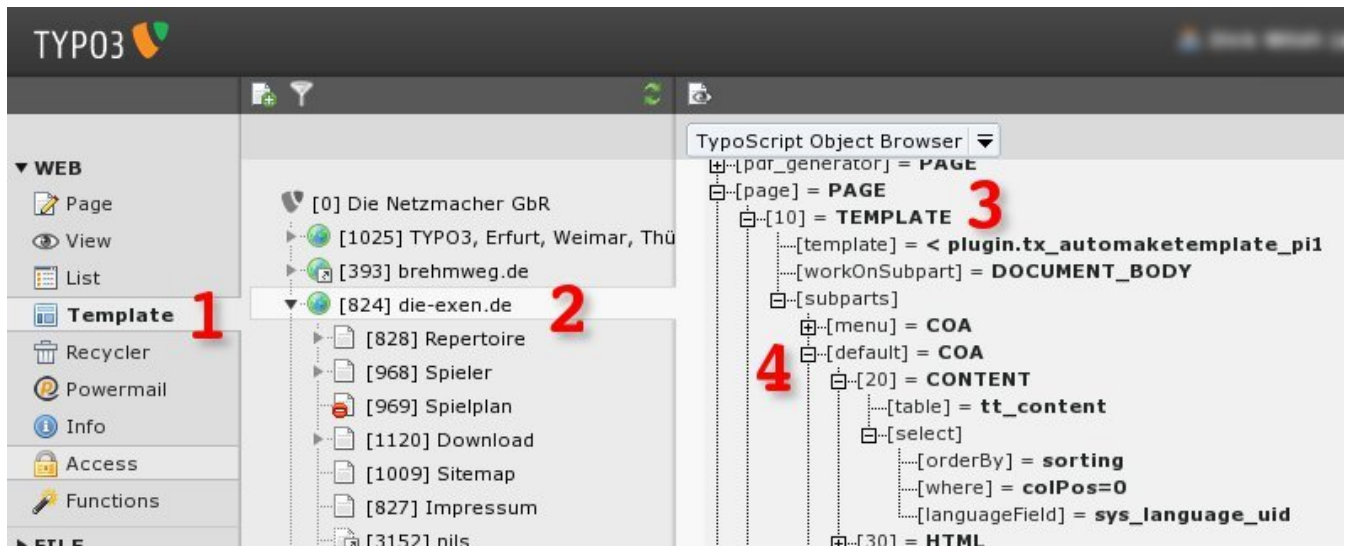 TYPO3
TypoScript Object Browser
WEB
Page
View
List
Template
Recycler
Powermail
Info
Access
Functions
FILE
1
[0] Die Netzmacher GbR
[1025] TYPO3, Erfurt, Weimar, Thü
[393] brehmweg.de
[824] die-exen.de
[828] Repertoire
[968] Spieler
[969] Spielplan
[1120] Download
[1009] Sitemap
[827] Impressum
[3152] nils
2
[pdf_generator] = PAGE
[page] = PAGE
[10] = TEMPLATE
3
[template] = < plugin.tx_automaketemplate_pi1
[workOnSubpart] = DOCUMENT_BODY
[subparts]
[menu] = COA
4
[default] = COA
[20] = CONTENT
[table] = tt_content
[select]
[orderBy] = sorting
[where] = colPos=0
[languageField] = sys_language_uid
[30] = HTML